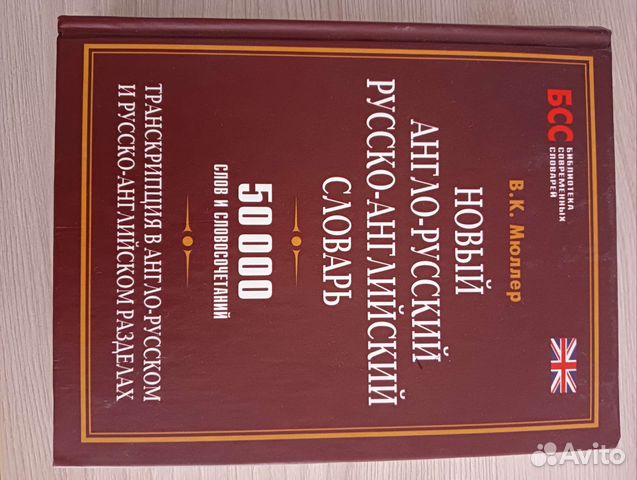 БСС
БИБЛИОТЕКА
СОВРЕМЕННЫХ
СЛОВАРЕЙ
В.К. Мюллер
НОВЫЙ
АНГЛО-РУССКИЙ
РУССКО-АНГЛИЙСКИЙ
СЛОВАРЬ
50 000
СЛОВ И СЛОВОСОЧЕТАНИЙ
ТРАНСКРИПЦИЯ В АНГЛО-РУССКОМ
И РУССКО-АНГЛИЙСКОМ РАЗДЕЛАХ
Avito